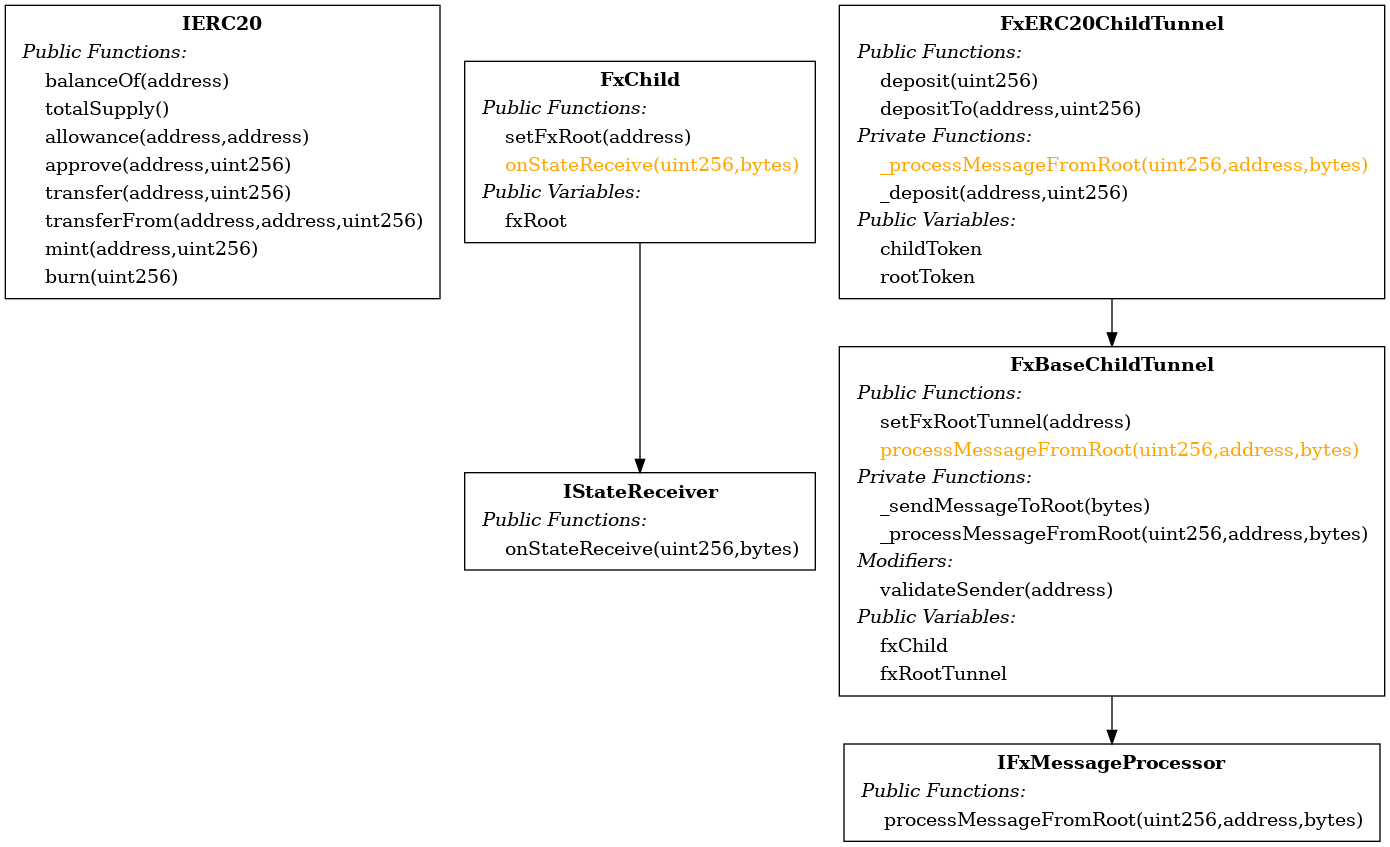 IERC20
Public Functions:
balanceOf(address)
totalSupply()
allowance(address,address)
approve(address,uint256)
transfer(address,uint256)
transferFrom(address,address,uint256)
mint(address,uint256)
burn(uint256)
FxChild
Public Functions:
setFxRoot(address)
onStateReceive(uint256,bytes)
Public Variables:
fxRoot
IStateReceiver
Public Functions:
onStateReceive(uint256,bytes)
FxERC20ChildTunnel
Public Functions:
deposit(uint256)
depositTo(address,uint256)
Private Functions:
_processMessageFromRoot(uint256,address,bytes)
_deposit(address,uint256)
Public Variables:
childToken
rootToken
FxBaseChildTunnel
Public Functions:
setFxRootTunnel(address)
processMessageFromRoot(uint256,address,bytes)
Private Functions:
_sendMessageToRoot(bytes)
_processMessageFromRoot(uint256,address,bytes)
Modifiers:
validateSender(address)
Public Variables:
fxChild
fxRootTunnel
IFxMessageProcessor
Public Functions:
processMessageFromRoot(uint256,address,bytes)